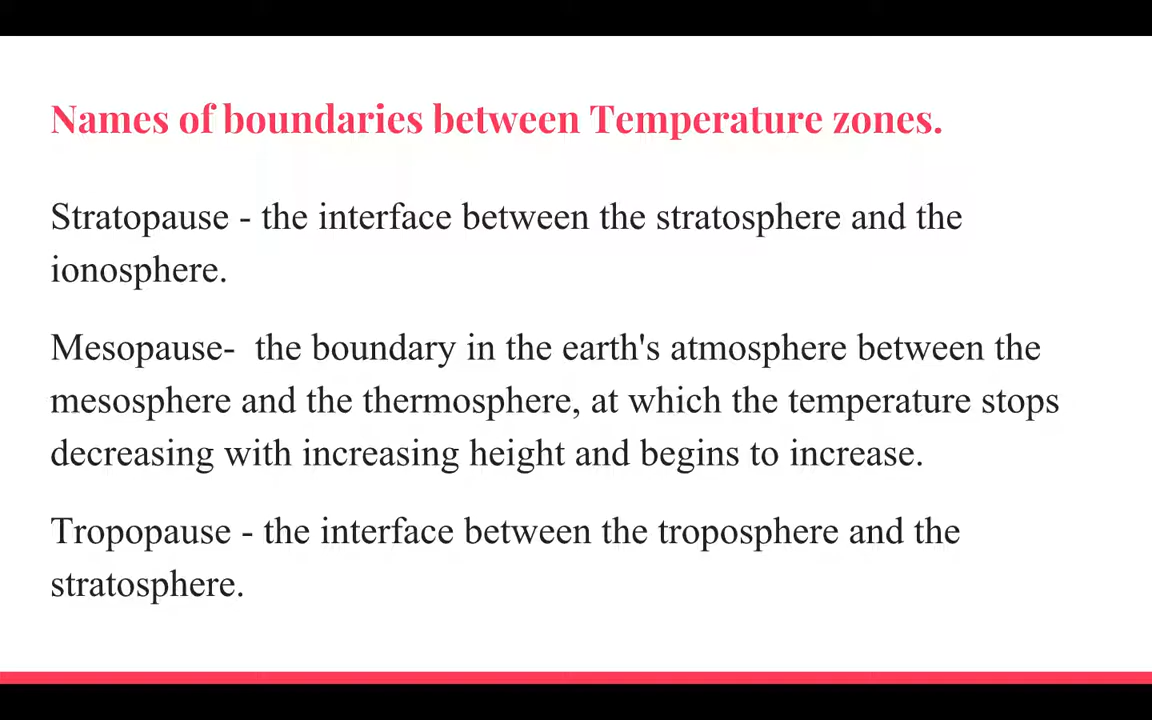 Names of boundaries between Temperature zones.
Stratopause - the interface between the stratosphere and the
ionosphere.
Mesopause-  the boundary in the earth's atmosphere between the
mesosphere and the thermosphere, at which the temperature stops
decreasing with increasing height and begins to increase.
Tropopause - the interface between the troposphere and the
stratosphere.